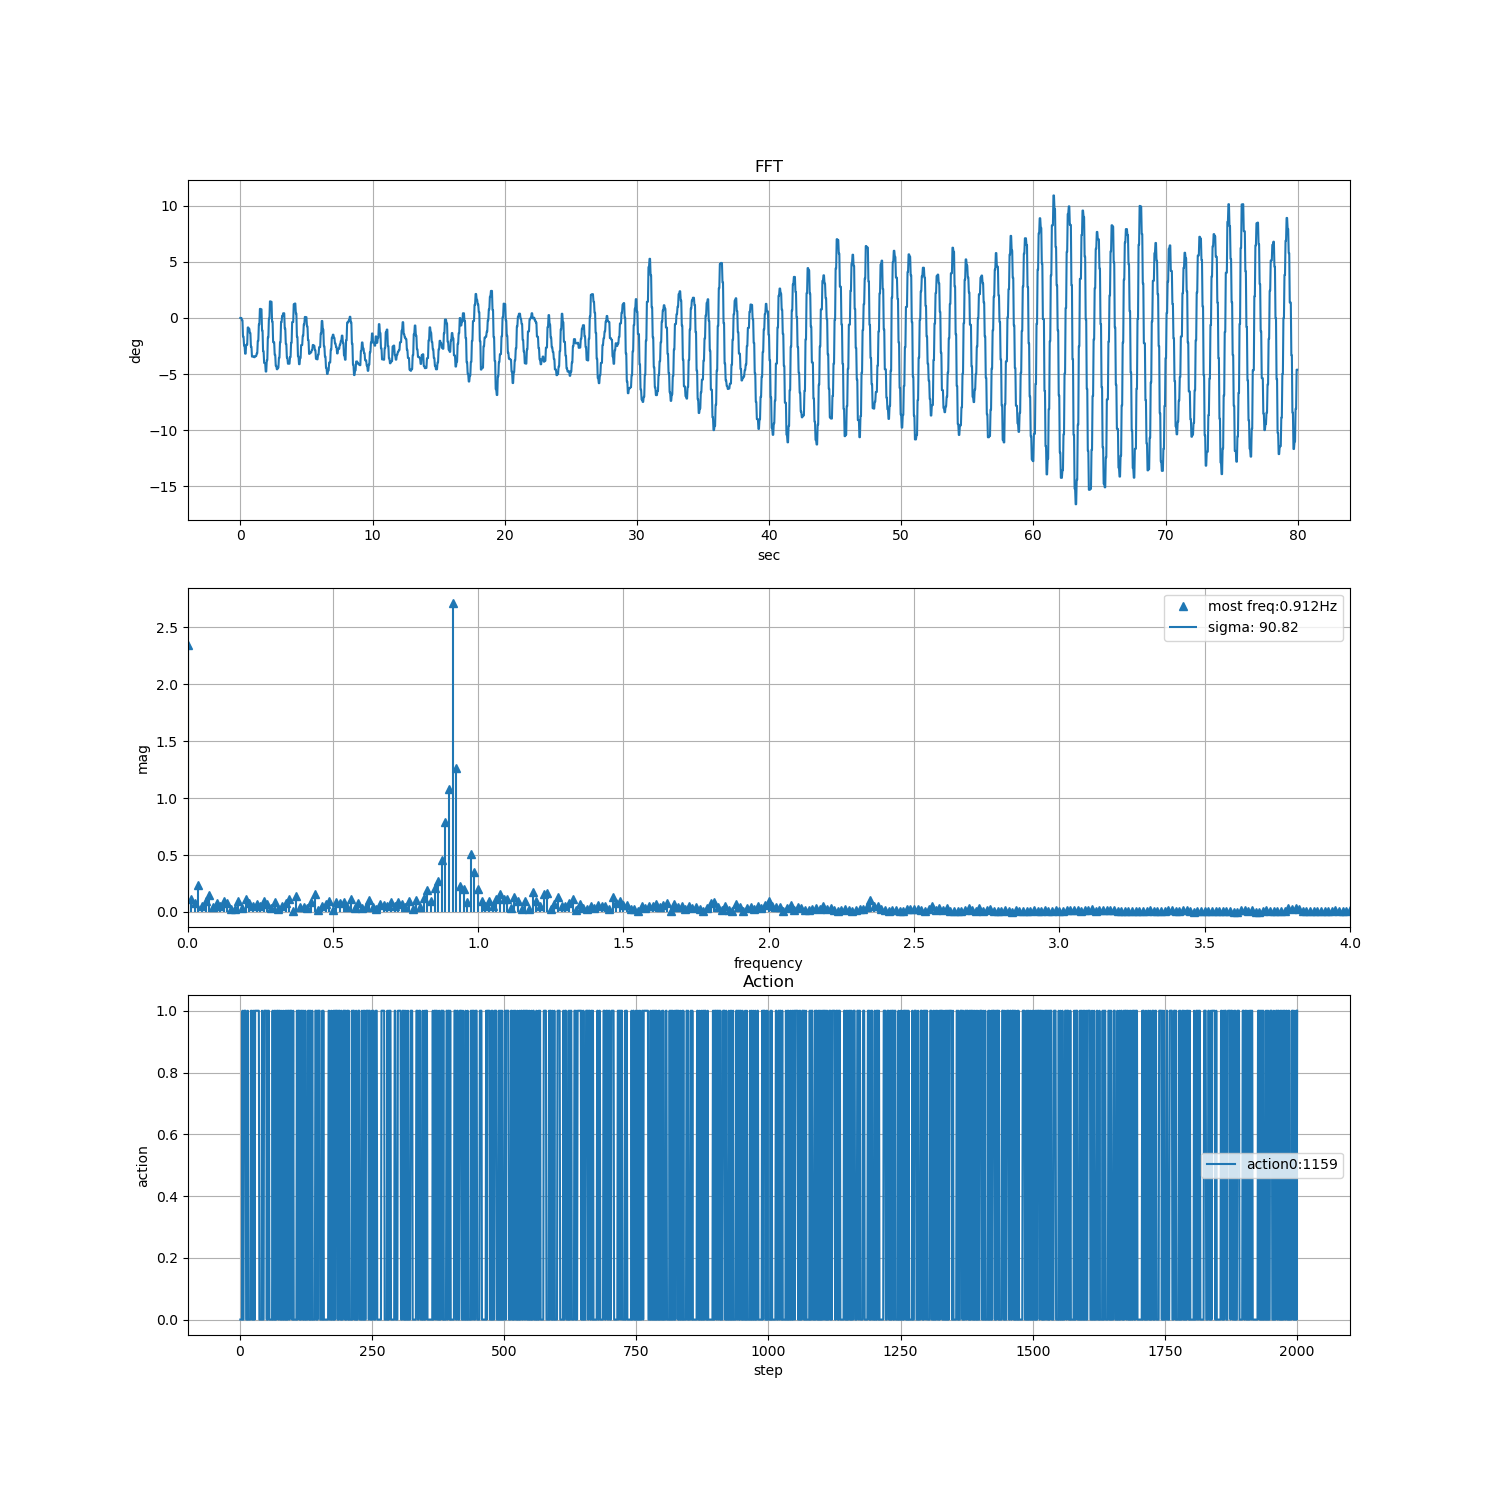 FFT
10
5
0
−5
−10
−15
deg
0 10 20 30 40 50 60 70 80
sec
most freq:0.912Hz
sigma: 90.82
2.5
2.0
1.5
1.0
0.5
0.0
mag
0.0 0.5 1.0 1.5 2.0 2.5 3.0 3.5 4.0
frequency
Action
1.0
0.8
0.6
0.4
0.2
0.0
action
action0:1159
0 250 500 750 1000 1250 1500 1750 2000
step